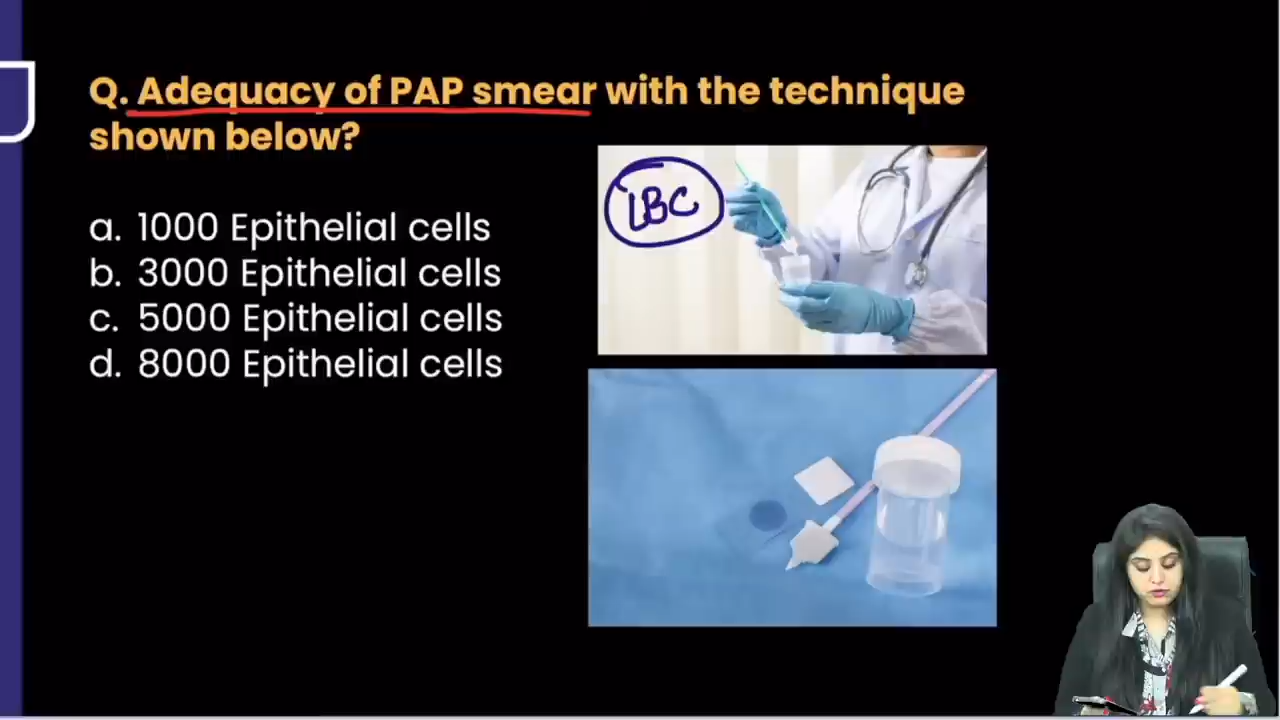 Q. Adequacy of PAP smear with the technique
shown below?
a. 1000 Epithelial cells
b. 3000 Epithelial cells
c. 5000 Epithelial cells
d. 8000 Epithelial cells
LBC